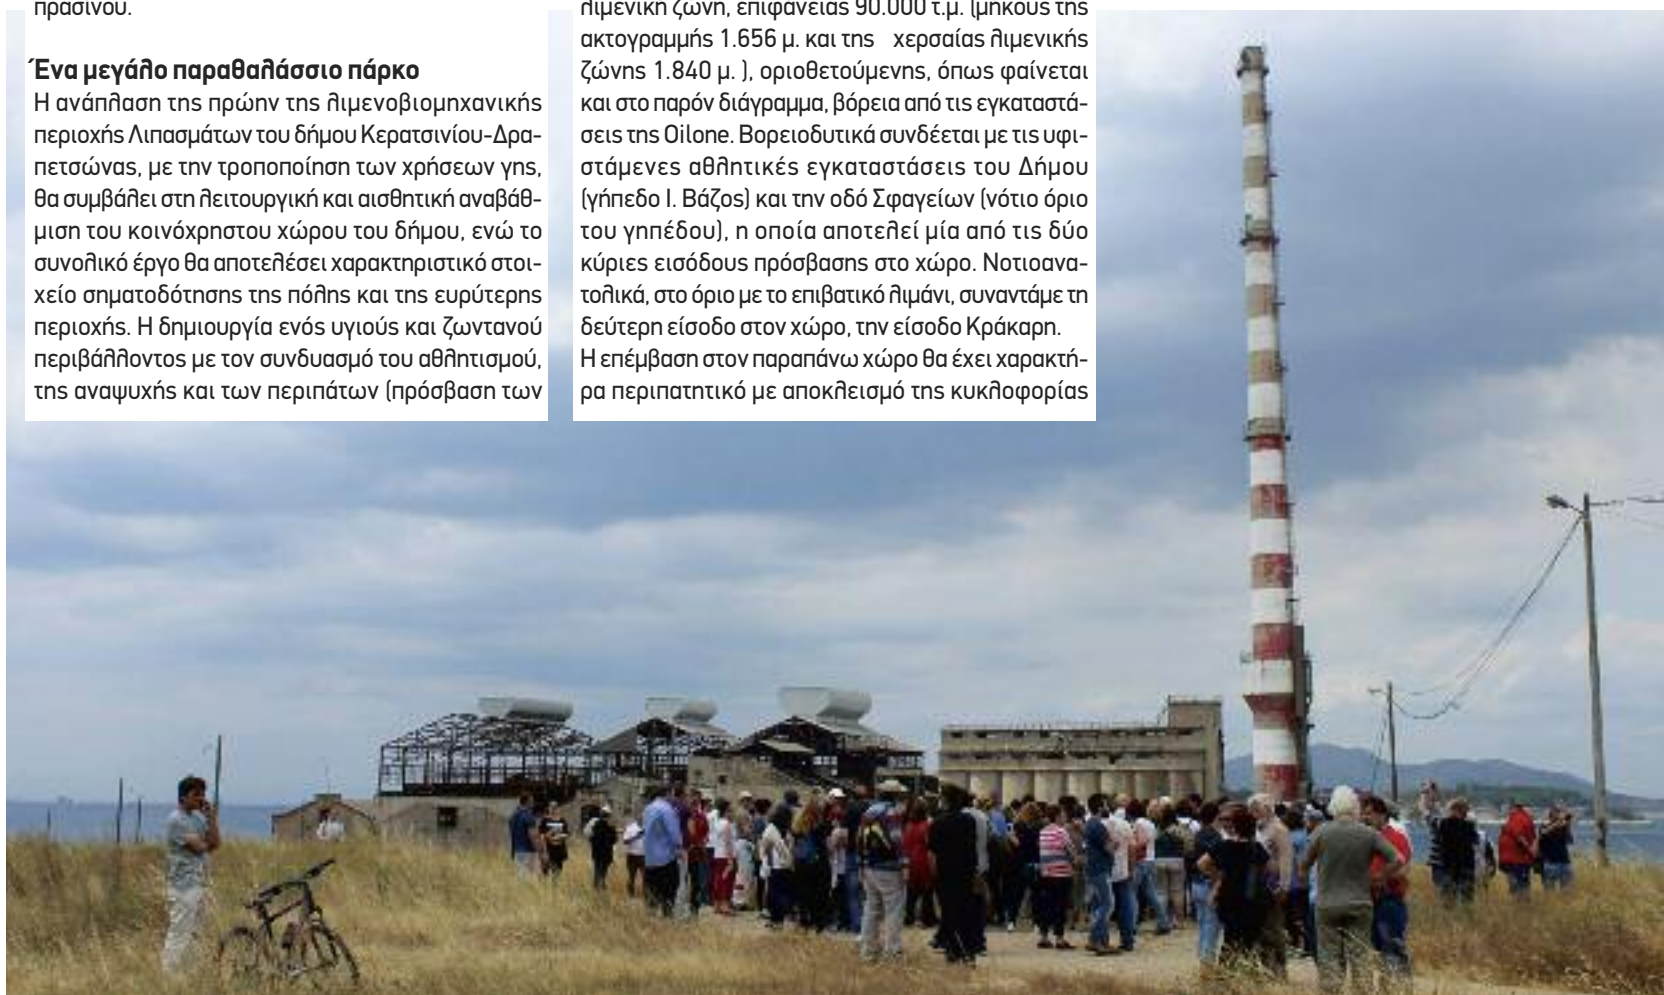 πρασίνου.
Ένα μεγάλο παραθαλάσσιο πάρκο
Η ανάπλαση της πρώην της λιμενοβιομηχανικής
περιοχής Λιπασμάτων του δήμου Κερατσινίου-Δρα-
πετσώνας, με την τροποποίηση των χρήσεων γης,
θα συμβάλει στη λειτουργική και αισθητική αναβάθ-
μιση του κοινόχρηστου χώρου του δήμου, ενώ το
συνολικό έργο θα αποτελέσει χαρακτηριστικό στοι-
χείο σηματοδότησης της πόλης και της ευρύτερης
περιοχής. Η δημιουργία ενός υγιούς και ζωντανού
περιβάλλοντος με τον συνδυασμό του αθλητισμού,
της αναψυχής και των περιπάτων (πρόσβαση των
λιμενική ζώνη, επιφάνειας 90.000 τ.μ. (μήκους της
ακτογραμμής 1.656 μ. και της χερσαίας λιμενικής
ζώνης 1.840 μ. ), οριοθετούμενης, όπως φαίνεται
και στο παρόν διάγραμμα, βόρεια από τις εγκαταστά-
σεις της Oilone. Βορειοδυτικά συνδέεται με τις υφι-
στάμενες αθλητικές εγκαταστάσεις του Δήμου
(γήπεδο Ι. Βάζος) και την οδό Σφαγείων (νότιο όριο
του γηπέδου), η οποία αποτελεί μία από τις δύο
κύριες εισόδους πρόσβασης στο χώρο. Νοτιοανα-
τολικά, στο όριο με το επιβατικό λιμάνι, συναντάμε τη
δεύτερη είσοδο στον χώρο, την είσοδο Κράκαρη.
Η επέμβαση στον παραπάνω χώρο θα έχει χαρακτή-
ρα περιπατητικό με αποκλεισμό της κυκλοφορίας